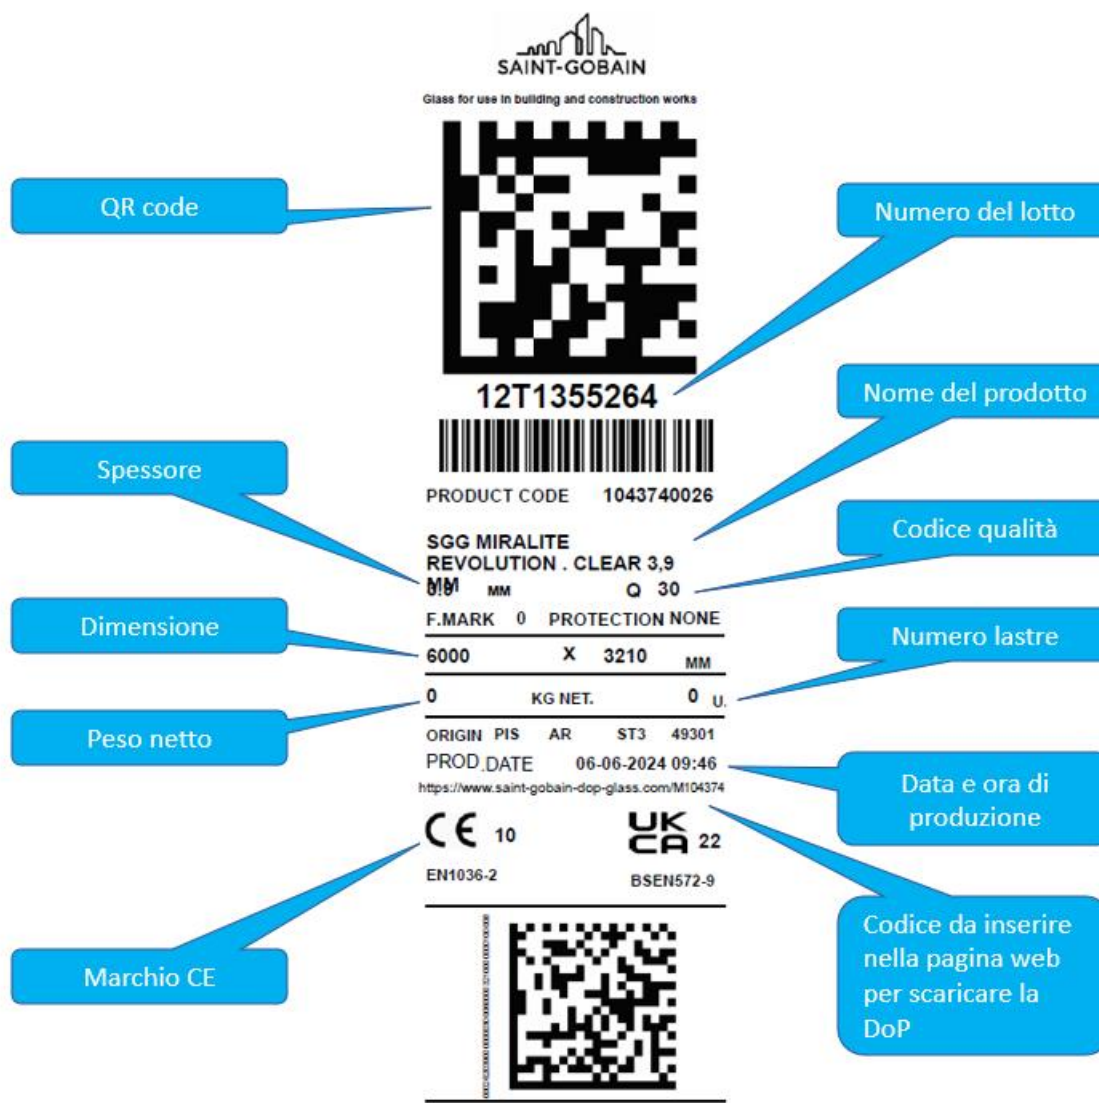 SAINT-GOBAIN
Glass for use in building and construction works
QR code
Numero del lotto
12T1355264
Nome del prodotto
Spessore
PRODUCT CODE 1043740026
SGG MIRALITE
REVOLUTION . CLEAR 3,9
MM
Codice qualità
MM Q 30
F.MARK 0 PROTECTION NONE
Dimensione
6000 X 3210 MM
Numero lastre
0 KG NET. 0 U.
Peso netto
ORIGIN PIS AR ST3 49301
PROD.DATE 06-06-2024 09:46
https://www.saint-gobain-dop-glass.com/M104374
Data e ora di
produzione
CE 10
UK
CA 22
EN1036-2
BSEN572-9
Marchio CE
Codice da inserire
nella pagina web
per scaricare la
DoP